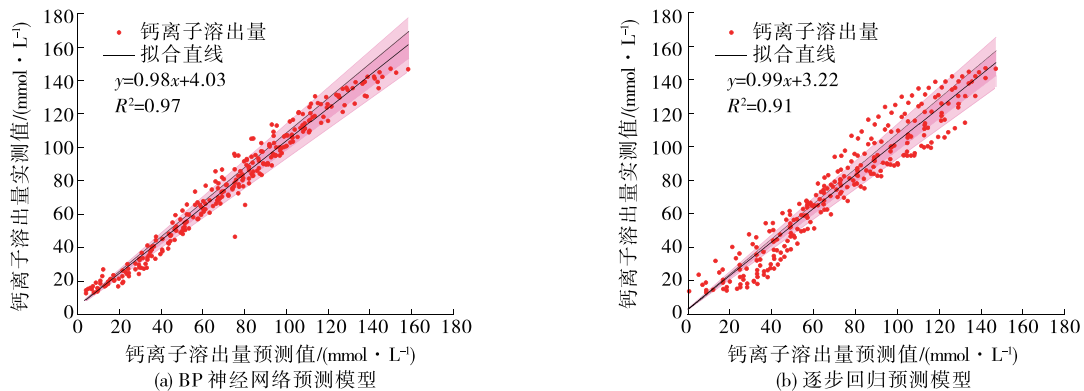 180
160
140
120
100
80
60
40
20
0
钙离子溶出量实测值/(mmol·L⁻¹)
钙离子溶出量
拟合直线
y=0.98x+4.03
R²=0.97
0 20 40 60 80 100 120 140 160 180
钙离子溶出量预测值/(mmol·L⁻¹)
(a) BP 神经网络预测模型
180
160
140
120
100
80
60
40
20
0
钙离子溶出量实测值/(mmol·L⁻¹)
钙离子溶出量
拟合直线
y=0.99x+3.22
R²=0.91
0 20 40 60 80 100 120 140 160 180
钙离子溶出量预测值/(mmol·L⁻¹)
(b) 逐步回归预测模型